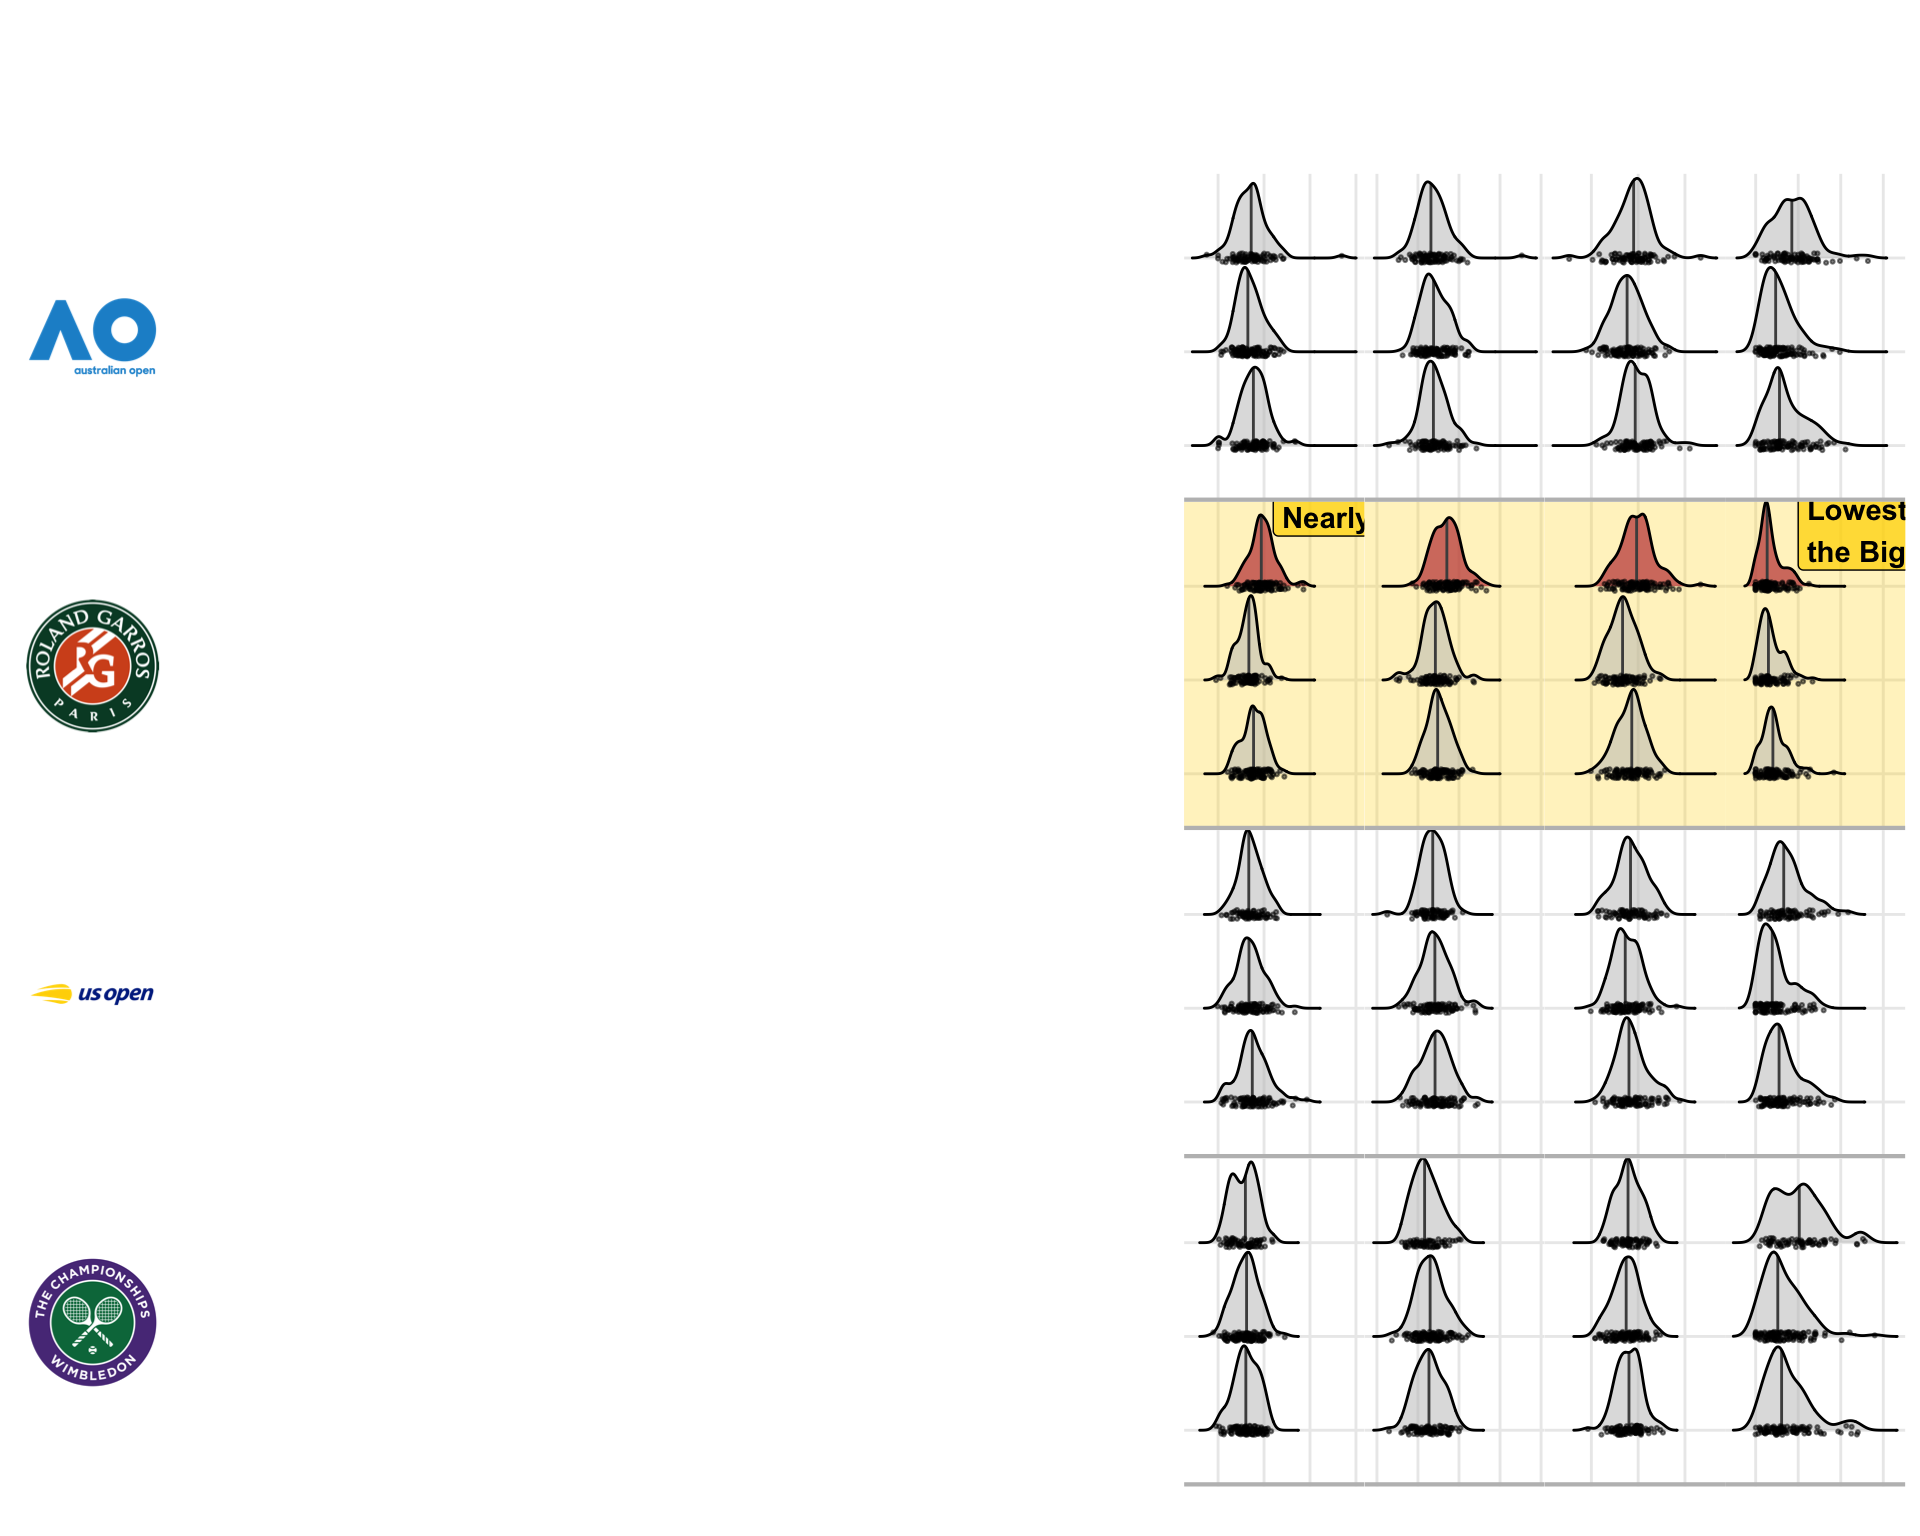 australian open
Nearly
Lowest
the Big
ROLAND GARROS
RG
PARIS
us open
THE CHAMPIONSHIPS
WIMBLEDON